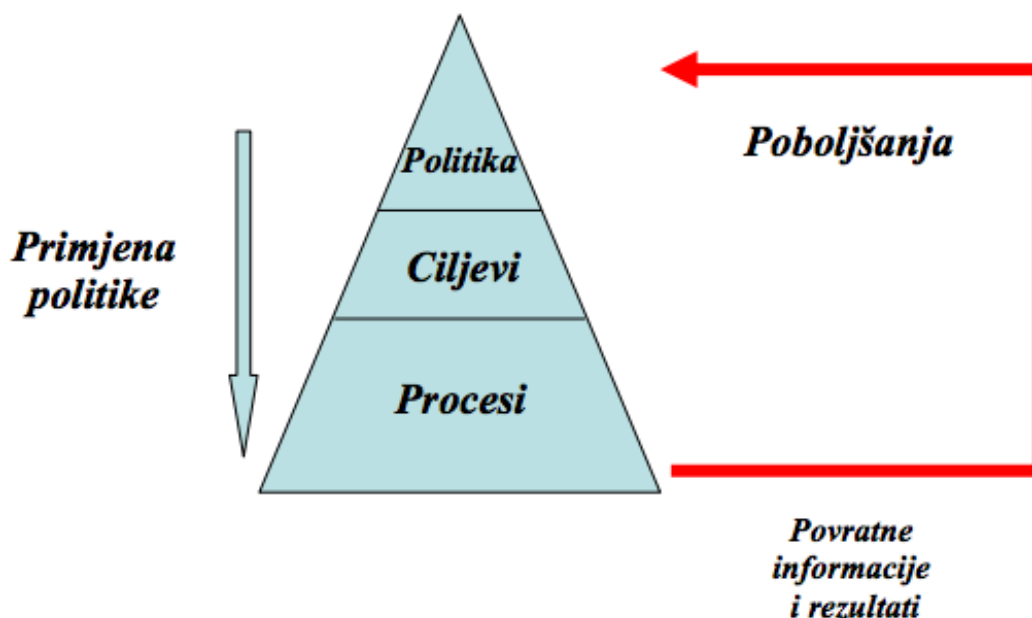 Politika
Ciljevi
Procesi
Primjena
politike
Poboljšanja
Povratne
informacije
i rezultati